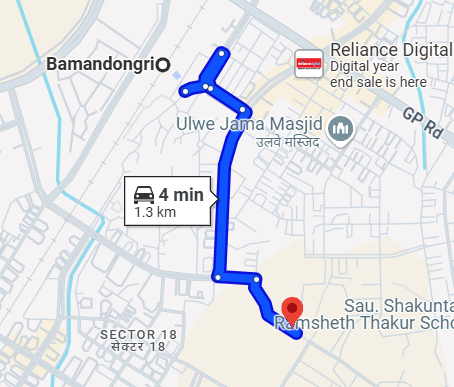 Reliance Digital
Digital year
end sale is here
Bamandongri
GP Rd
Ulwe Jama Masjid
उलवे मस्जिद
4 min
1.3 km
Sau. Shakunta
Ramsheth Thakur Scho
SECTOR 18
सेक्टर 18